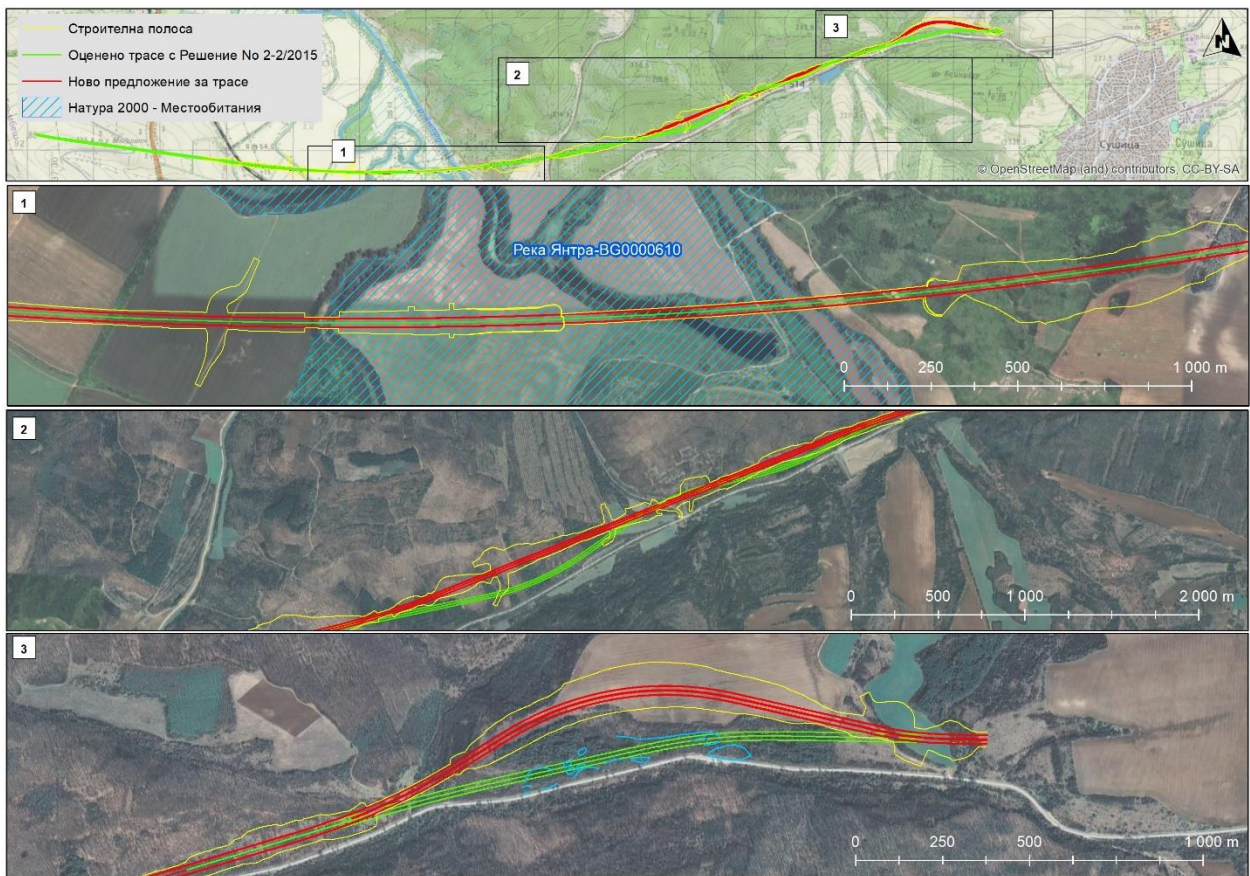 Строителна полоса
Оценено трасе с Решение No 2-2/2015
Ново предложение за трасе
Натура 2000 - Местообитания
1
2
3
N
Сушица
© OpenStreetMap (and) contributors, CC-BY-SA
1
Река Янтра-BG0000610
0 250 500 1 000 m
2
0 500 1 000 2 000 m
3
0 250 500 1 000 m